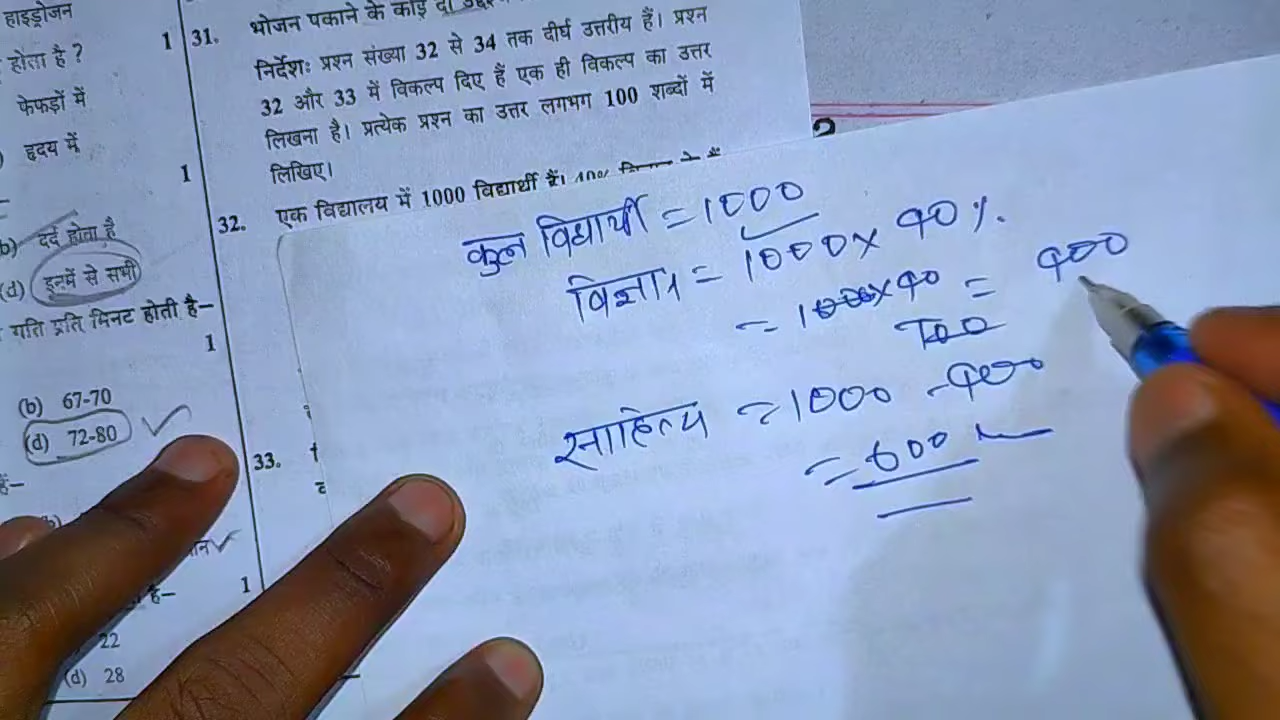 हाइड्रोजन
होता है ?
फेफड़ों में
हृदय में
1
1
(b) दर्द होता है
(d) इनमें से सभी
गति प्रति मिनट होती है–
1
(b) 67-70
(d) 72-80
हैं–
है–
1
22
(d) 28
31. भोजन पकाने के कोई दो
निर्देशः प्रश्न संख्या 32 से 34 तक दीर्घ उत्तरीय हैं। प्रश्न
32 और 33 में विकल्प दिए हैं एक ही विकल्प का उत्तर
लिखना है। प्रत्येक प्रश्न का उत्तर लगभग 100 शब्दों में
लिखिए।
32. एक विद्यालय में 1000 विद्यार्थी हैं। 40%
33.
2
कुल विद्यार्थी = 1000
= 1000 × 40 %.
= 1000 × 40 = 400
100
साहित्य = 1000 - 400
= 600